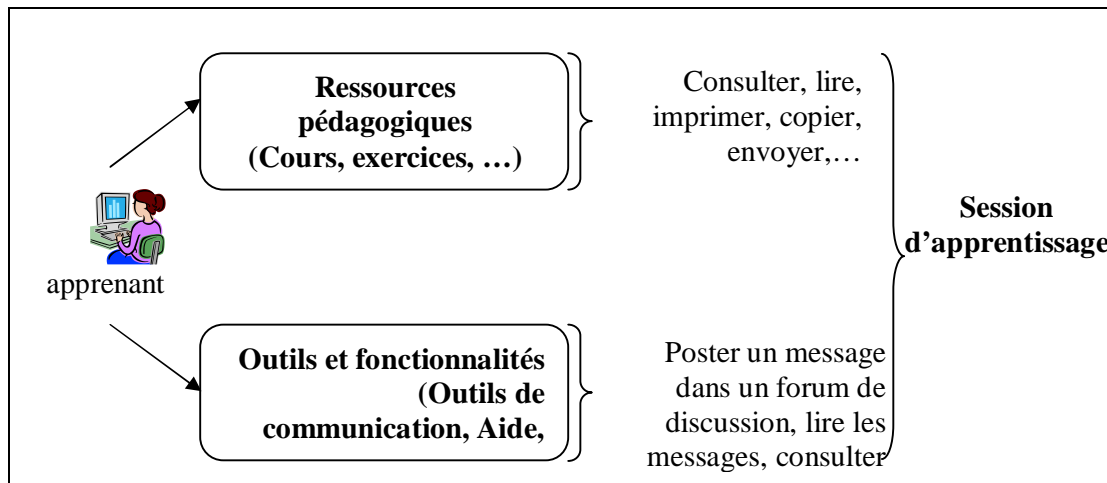 Ressources
pédagogiques
(Cours, exercices, …)
Consulter, lire,
imprimer, copier,
envoyer,…
Session
d'apprentissage
apprenant
Outils et fonctionnalités
(Outils de
communication, Aide,
Poster un message
dans un forum de
discussion, lire les
messages, consulter